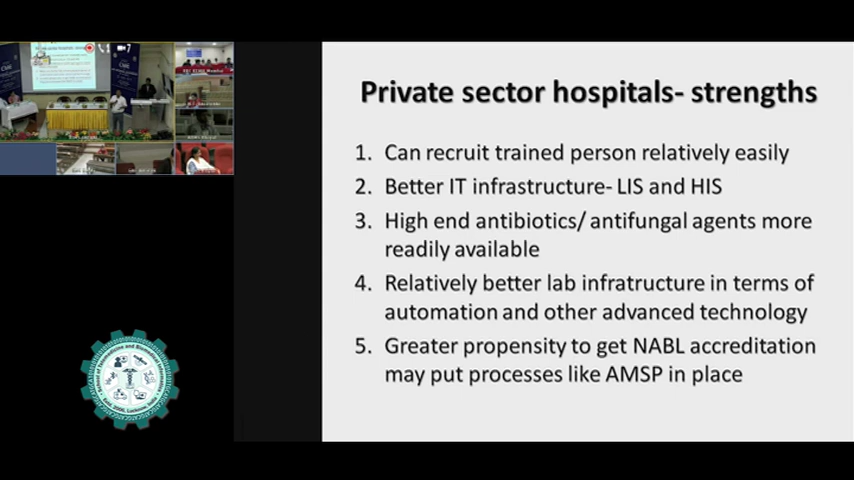 Private sector hospitals- strengths
1. Can recruit trained person relatively easily
2. Better IT infrastructure- LIS and HIS
3. High end antibiotics/ antifungal agents more
readily available
4. Relatively better lab infratructure in terms of
automation and other advanced technology
5. Greater propensity to get NABL accreditation
may put processes like AMSP in place
CME